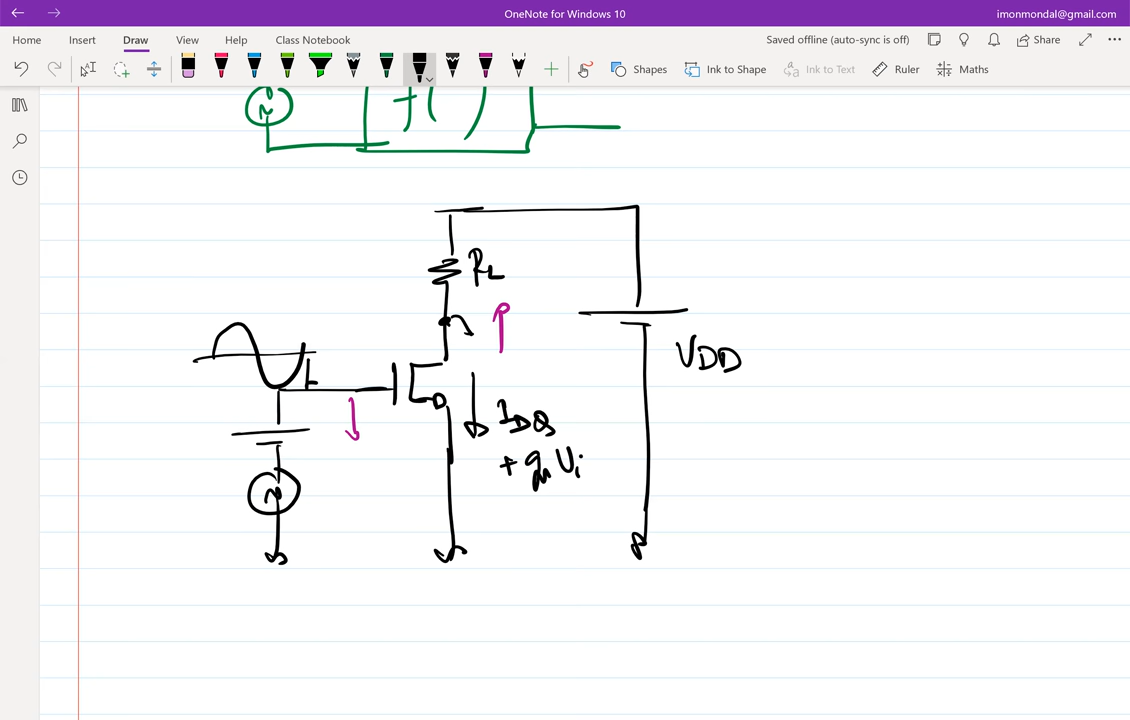 OneNote for Windows 10
imonmondal@gmail.com
Home
Insert
Draw
View
Help
Class Notebook
Saved offline (auto-sync is off)
Share
Shapes
Ink to Shape
Ink to Text
Ruler
Maths
f( )
RL
VDD
IDQ
+ gm Vi